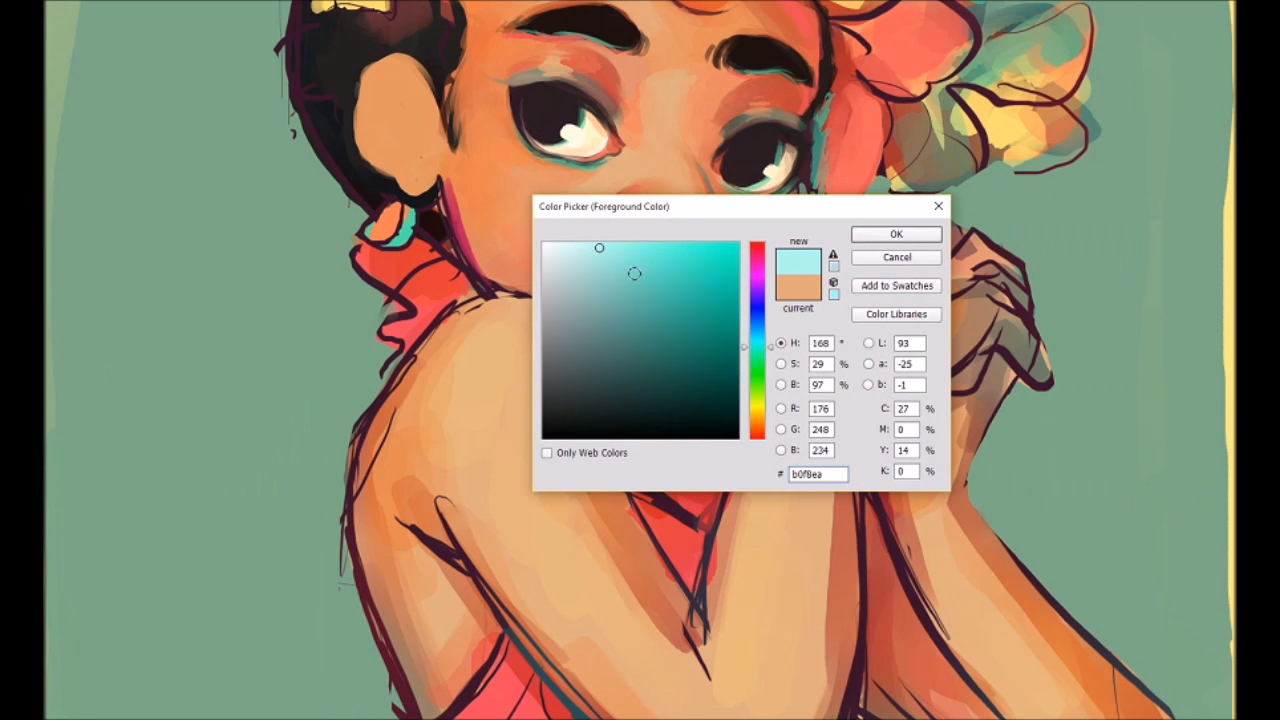 Color Picker (Foreground Color)
new
current
OK
Cancel
Add to Swatches
Color Libraries
H: 168 °
S: 29 %
B: 97 %
R: 176
G: 248
B: 234
# b0f8ea
L: 93
a: -25
b: -1
C: 27 %
M: 0 %
Y: 14 %
K: 0 %
Only Web Colors